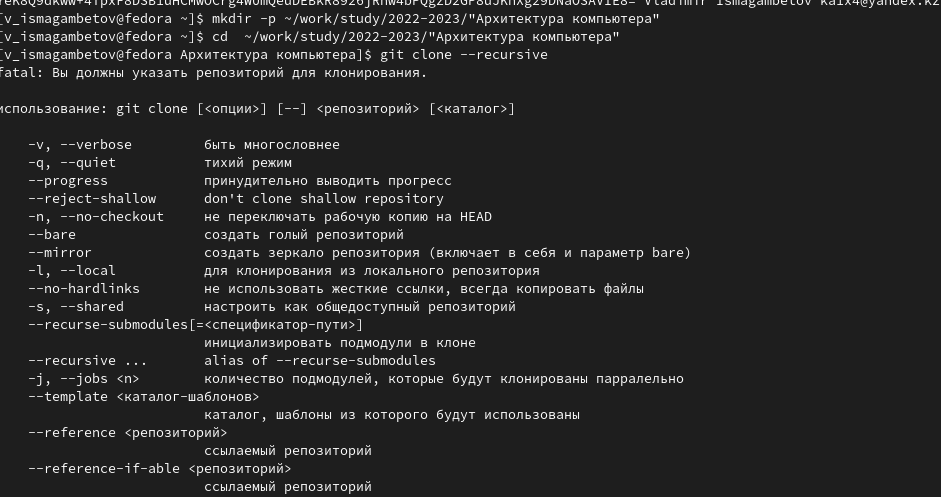 Vladimir Ismagambetov kaix4@yandex.kz
[v_ismagambetov@fedora ~]$ mkdir -p ~/work/study/2022-2023/"Архитектура компьютера"
[v_ismagambetov@fedora ~]$ cd  ~/work/study/2022-2023/"Архитектура компьютера"
[v_ismagambetov@fedora Архитектура компьютера]$ git clone --recursive
fatal: Вы должны указать репозиторий для клонирования.
использование: git clone [<опции>] [--] <репозиторий> [<каталог>]
-v, --verbose         быть многословнее
-q, --quiet           тихий режим
--progress            принудительно выводить прогресс
--reject-shallow      don't clone shallow repository
-n, --no-checkout     не переключать рабочую копию на HEAD
--bare                создать голый репозиторий
--mirror              создать зеркало репозитория (включает в себя и параметр bare)
-l, --local           для клонирования из локального репозитория
--no-hardlinks        не использовать жесткие ссылки, всегда копировать файлы
-s, --shared          настроить как общедоступный репозиторий
--recurse-submodules[=<спецификатор-пути>]
инициализировать подмодули в клоне
--recursive ...       alias of --recurse-submodules
-j, --jobs <n>        количество подмодулей, которые будут клонированы парралельно
--template <каталог-шаблонов>
каталог, шаблоны из которого будут использованы
--reference <репозиторий>
ссылаемый репозиторий
--reference-if-able <репозиторий>
ссылаемый репозиторий